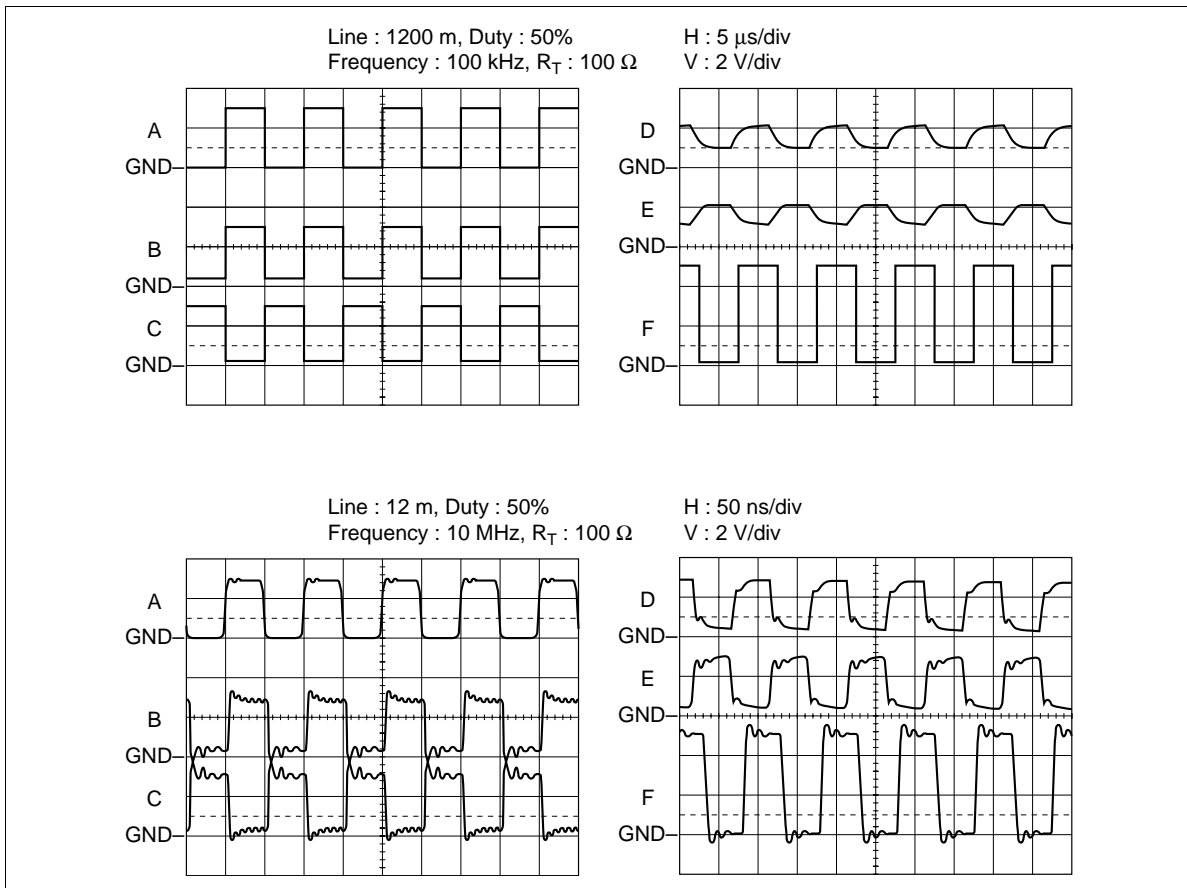 Line : 1200 m, Duty : 50%
Frequency : 100 kHz, R_T : 100 Ω
H : 5 µs/div
V : 2 V/div
A
GND
B
GND
C
GND
D
GND
E
GND
F
GND
Line : 12 m, Duty : 50%
Frequency : 10 MHz, R_T : 100 Ω
H : 50 ns/div
V : 2 V/div
A
GND
B
GND
C
GND
D
GND
E
GND
F
GND